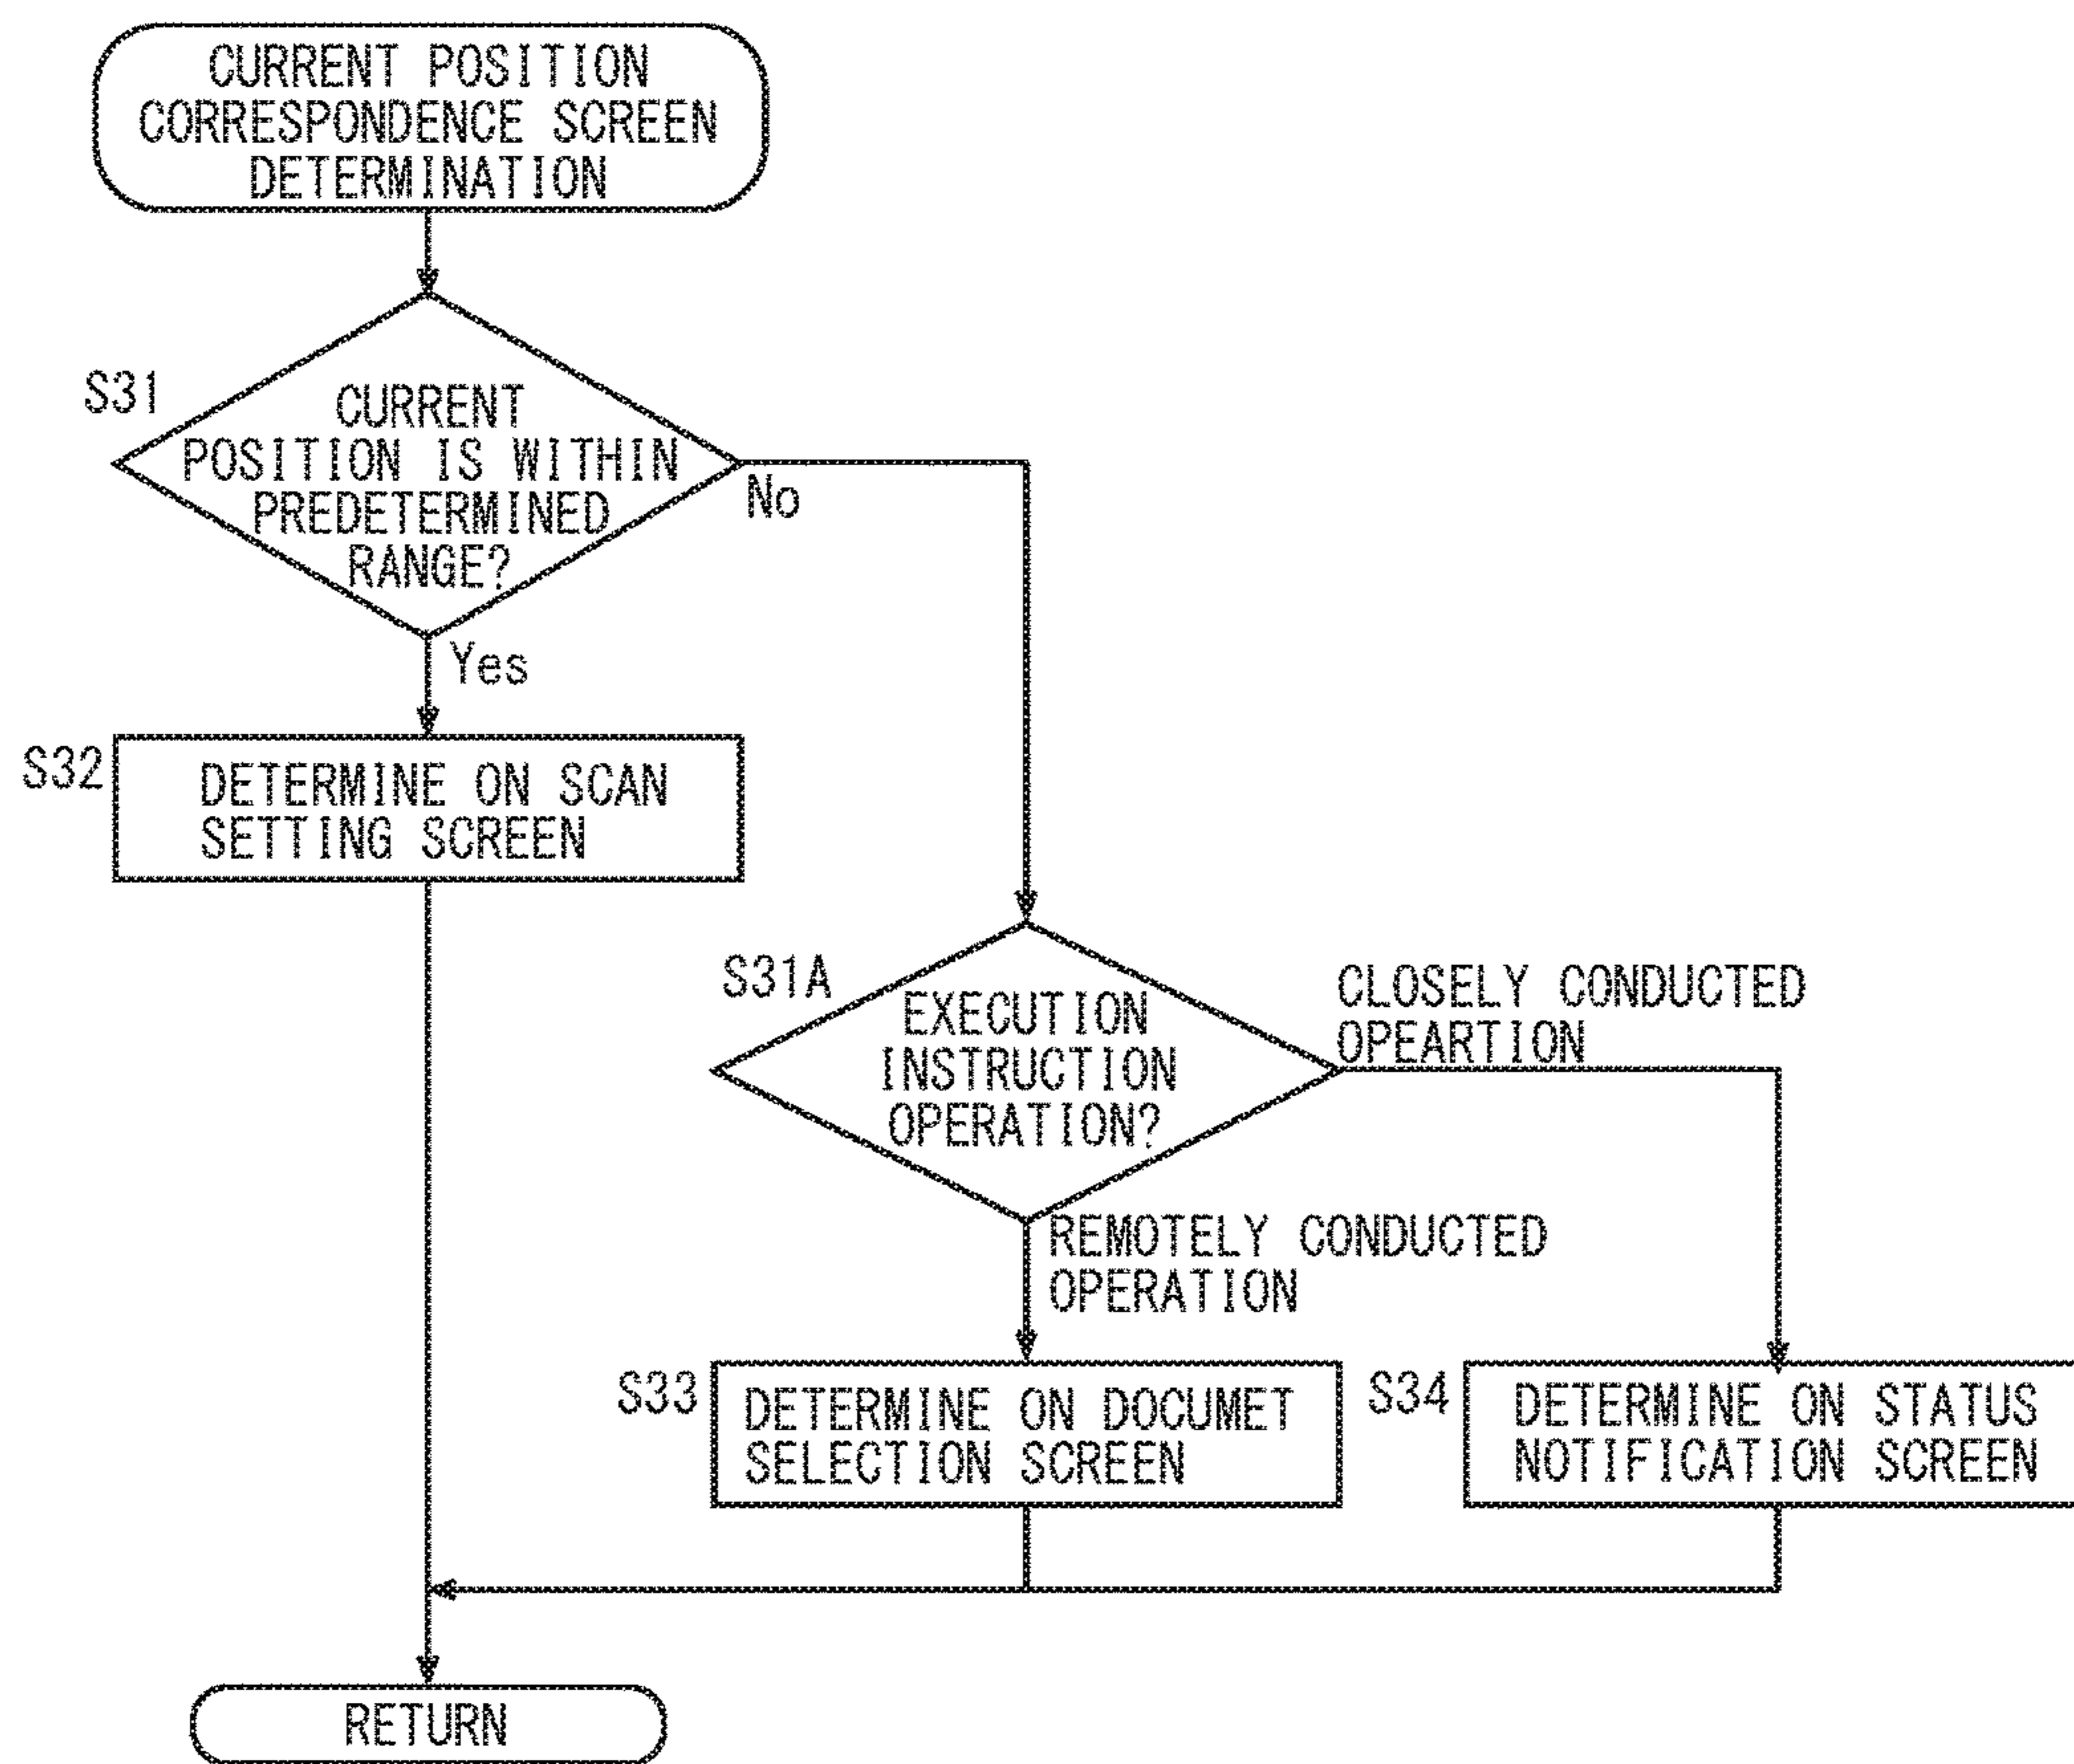 CURRENT POSITION
CORRESPONDENCE SCREEN
DETERMINATION
S31
CURRENT
POSITION IS WITHIN
PREDETERMINED
RANGE?
No
Yes
S32
DETERMINE ON SCAN
SETTING SCREEN
S31A
EXECUTION
INSTRUCTION
OPERATION?
CLOSELY CONDUCTED
OPEARTION
REMOTELY CONDUCTED
OPERATION
S33
DETERMINE ON DOCUMET
SELECTION SCREEN
S34
DETERMINE ON STATUS
NOTIFICATION SCREEN
RETURN